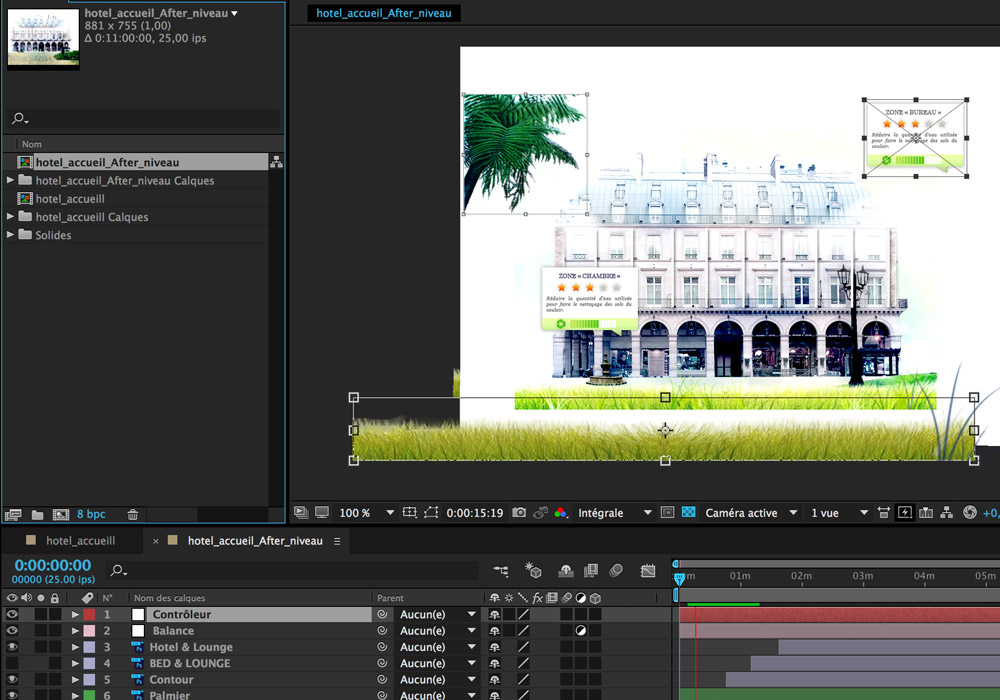 hotel_accueil_After_niveau
881 x 755 (1,00)
Δ 0:11:00:00, 25,00 ips
Nom
hotel_accueil_After_niveau
hotel_accueil_After_niveau Calques
hotel_accueill
hotel_accueill Calques
Solides
8 bpc
hotel_accueil_After_niveau
ZONE « BUREAU »
Réduire la quantité d'eau utilisée
pour faire le nettoyage des sols du
couloir.
ZONE « CHAMBRE »
Réduire la quantité d'eau utilisée
pour faire le nettoyage des sols du
couloir.
100 %
0:00:15:19
Intégrale
Caméra active
1 vue
+0,
hotel_accueill
× hotel_accueil_After_niveau
0:00:00:00
00000 (25.00 ips)
0m 01m 02m 03m 04m 05m
N° Nom des calques Parent
1 Contrôleur Aucun(e)
2 Balance Aucun(e)
3 Hotel & Lounge Aucun(e)
4 BED & LOUNGE Aucun(e)
5 Contour Aucun(e)
6 Palmier Aucun(e)